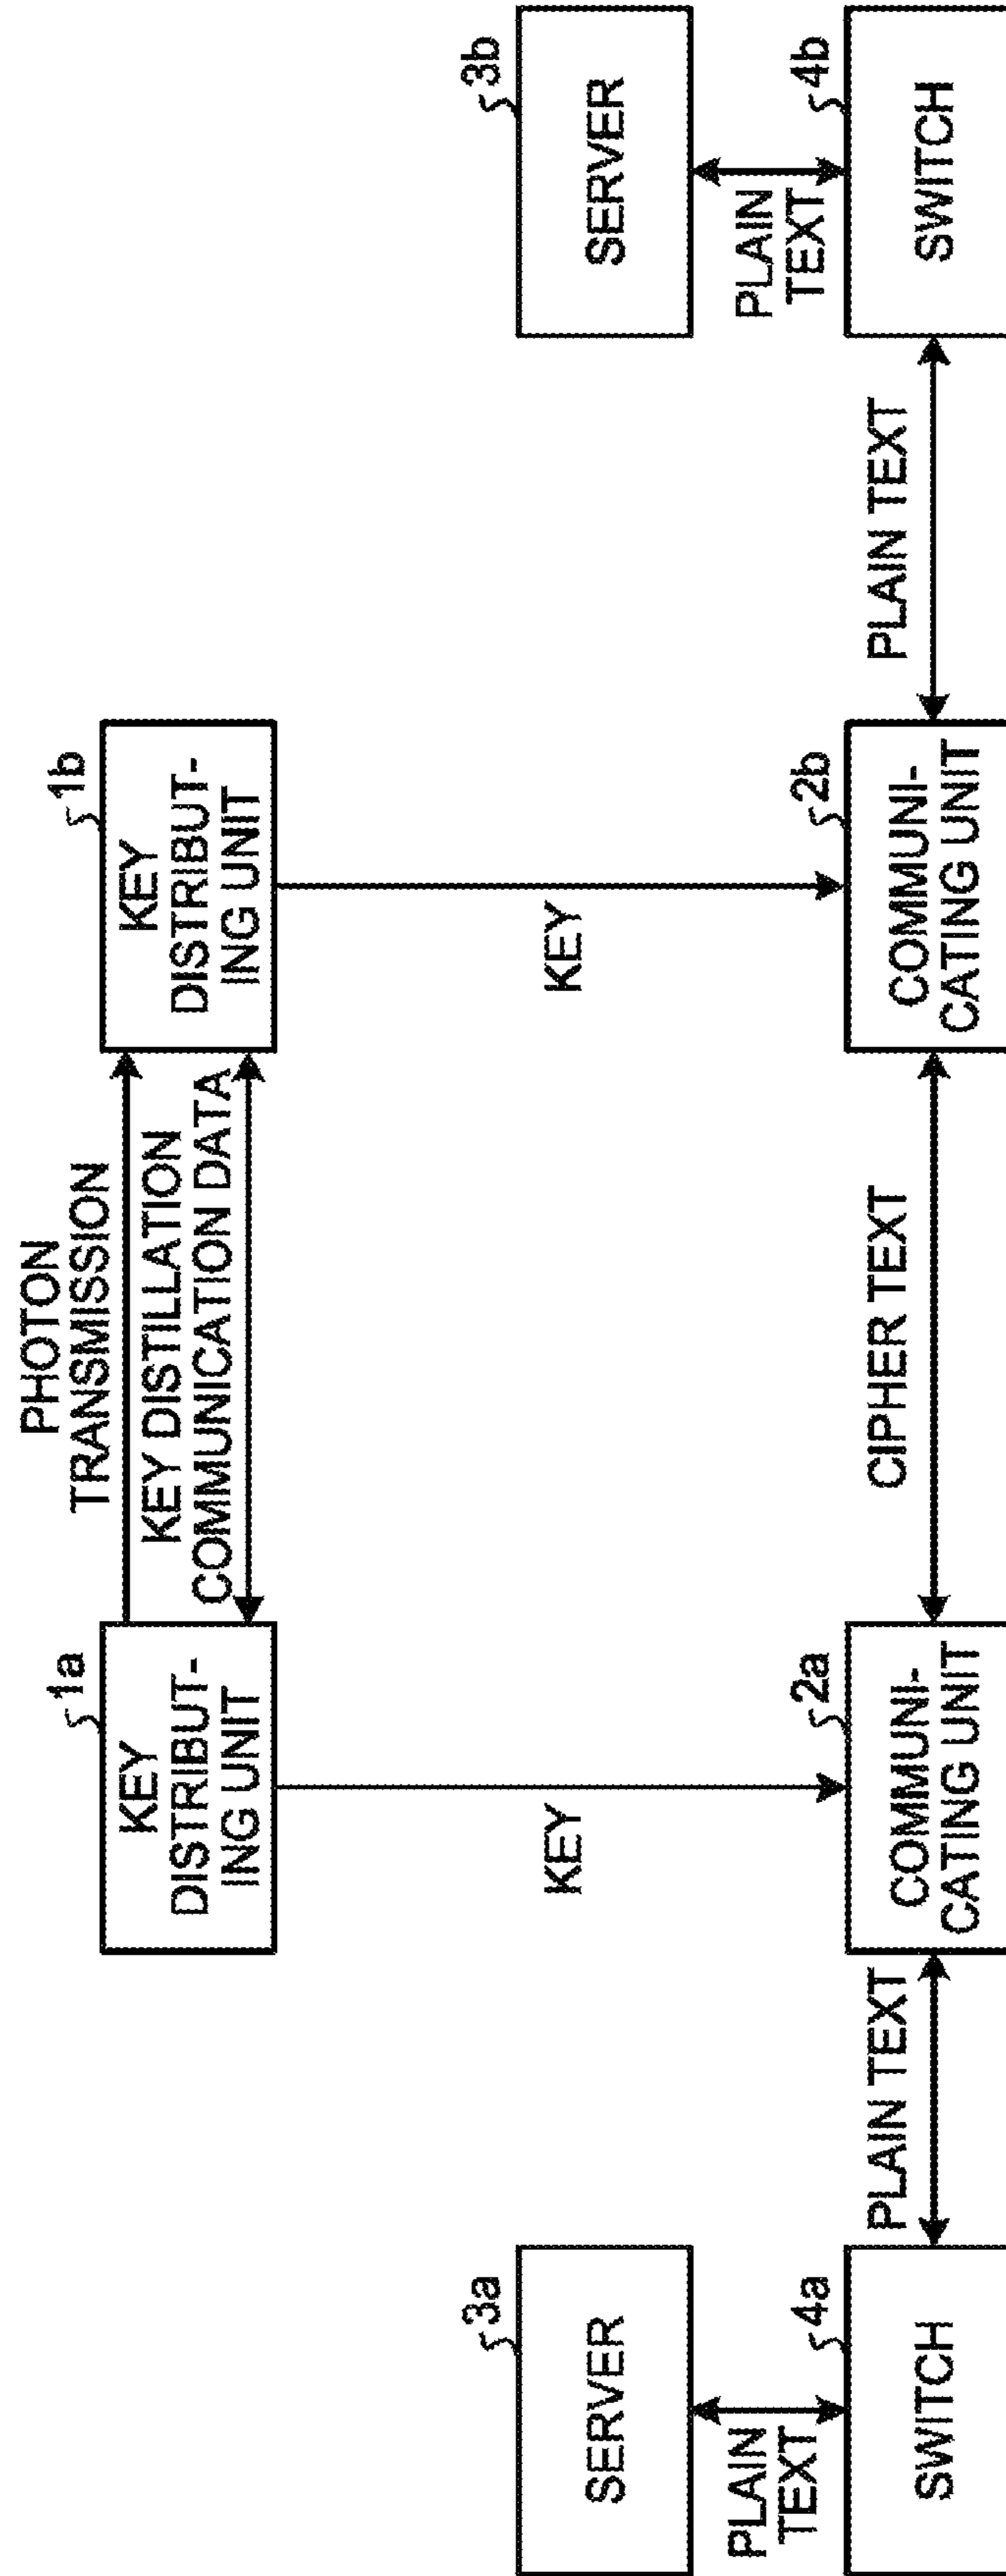 PHOTON
TRANSMISSION
KEY DISTILLATION
COMMUNICATION DATA
1a
KEY
DISTRIBUT-
ING UNIT
1b
KEY
DISTRIBUT-
ING UNIT
KEY
KEY
3a
SERVER
3b
SERVER
PLAIN
TEXT
PLAIN
TEXT
4a
SWITCH
PLAIN TEXT
2a
COMMUNI-
CATING UNIT
CIPHER TEXT
2b
COMMUNI-
CATING UNIT
PLAIN TEXT
4b
SWITCH